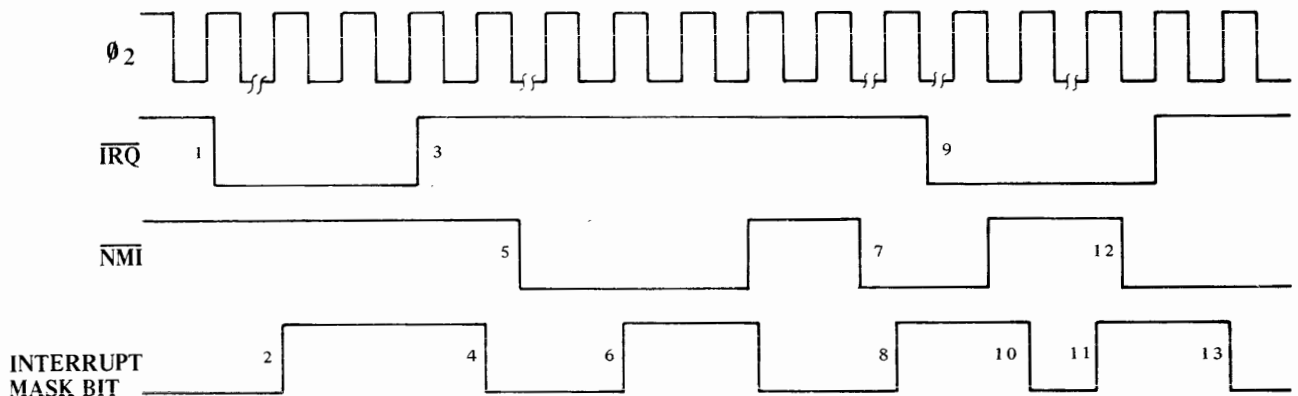 ø2
IRQ 1 3 9
NMI 5 7 12
INTERRUPT
MASK BIT 2 4 6 8 10 11 13